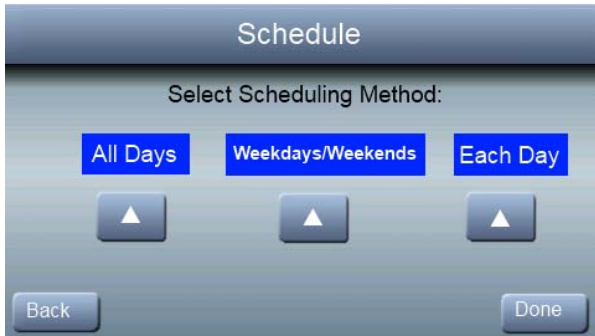 Schedule
Select Scheduling Method:
All Days Weekdays/Weekends Each Day
Back Done